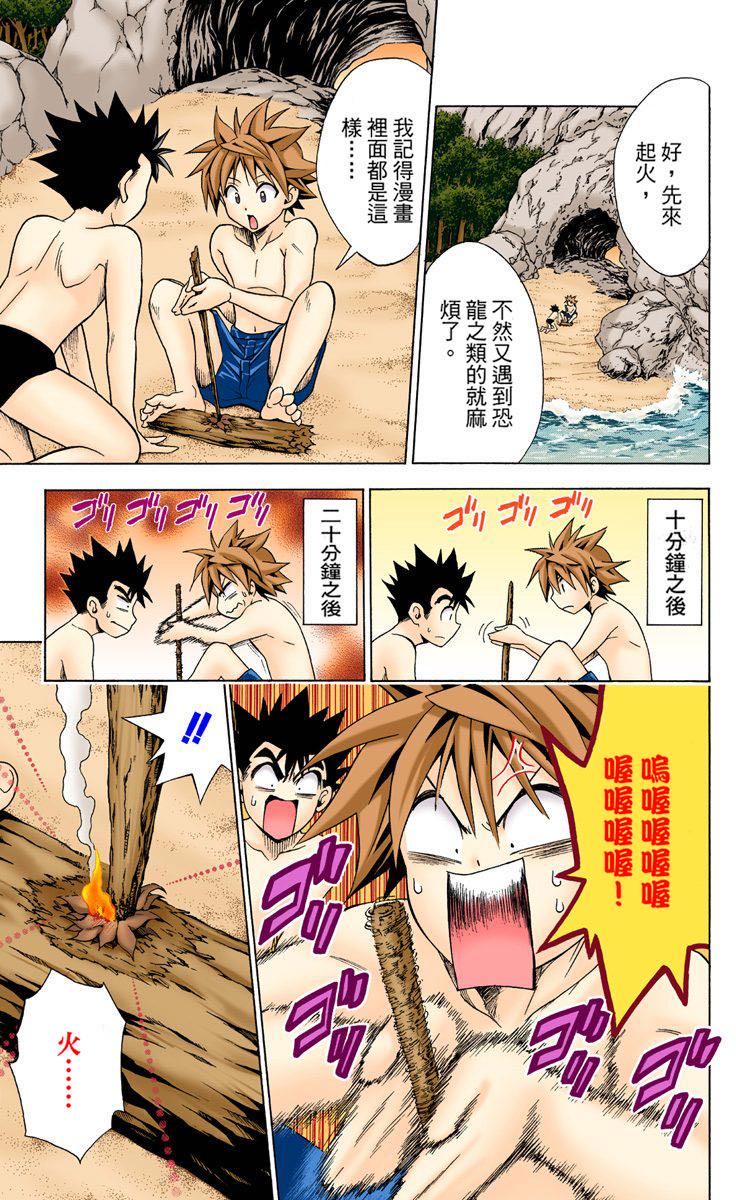 好，先來
起火，
不然又遇到恐
龍之類的就麻
煩了。
我記得漫畫
裡面都是這
樣……
十分鐘之後
ゴリ ゴリ ゴリ
二十分鐘之後
ゴリ ゴリ ゴリ ゴリ
嗚喔喔喔喔
喔喔喔喔！
ゴリ
ゴリ
ゴリ
ゴリ
!!
火……